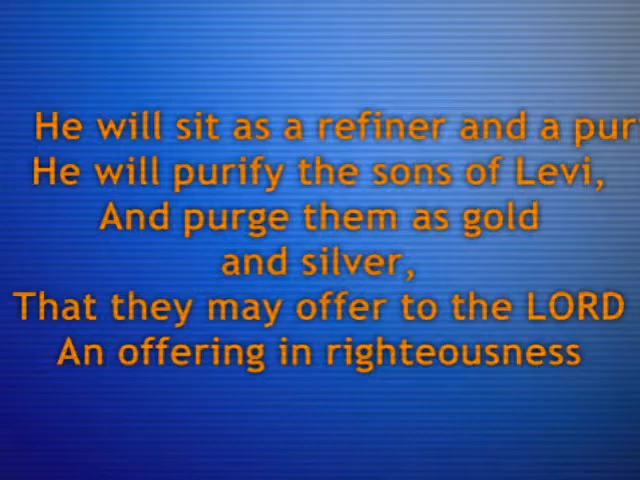 He will sit as a refiner and a pur
He will purify the sons of Levi,
And purge them as gold
and silver,
That they may offer to the LORD
An offering in righteousness